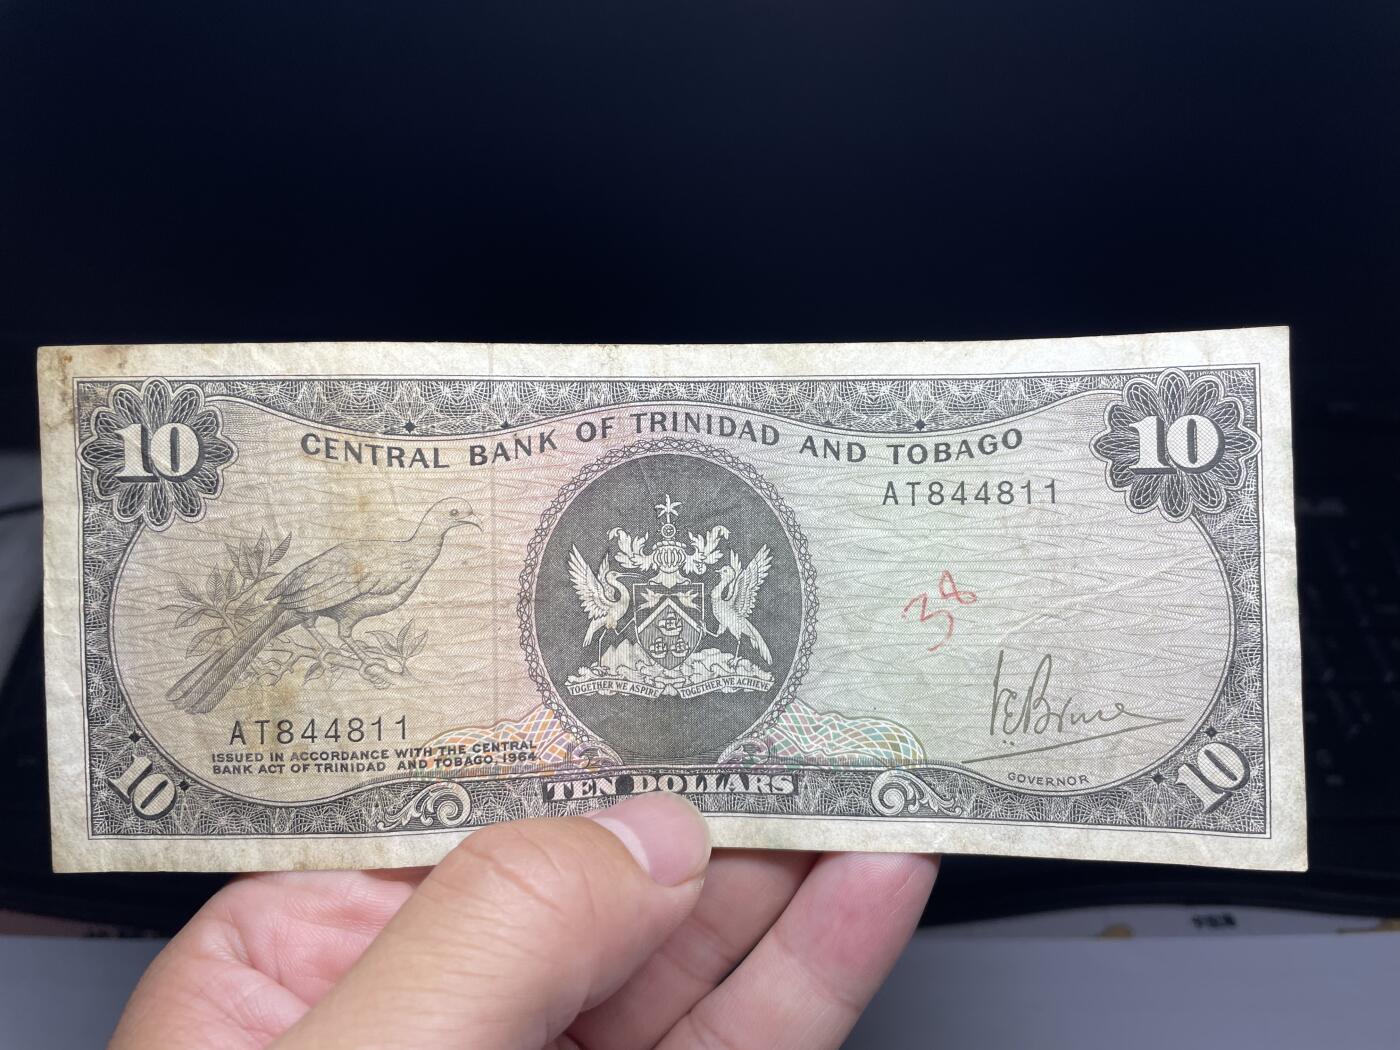 10
10
CENTRAL BANK OF TRINIDAD AND TOBAGO
AT844811
TOGETHER WE ASPIRE TOGETHER WE ACHIEVE
AT844811
ISSUED IN ACCORDANCE WITH THE CENTRAL
BANK ACT OF TRINIDAD AND TOBAGO, 1964
GOVERNOR
10
TEN DOLLARS
10